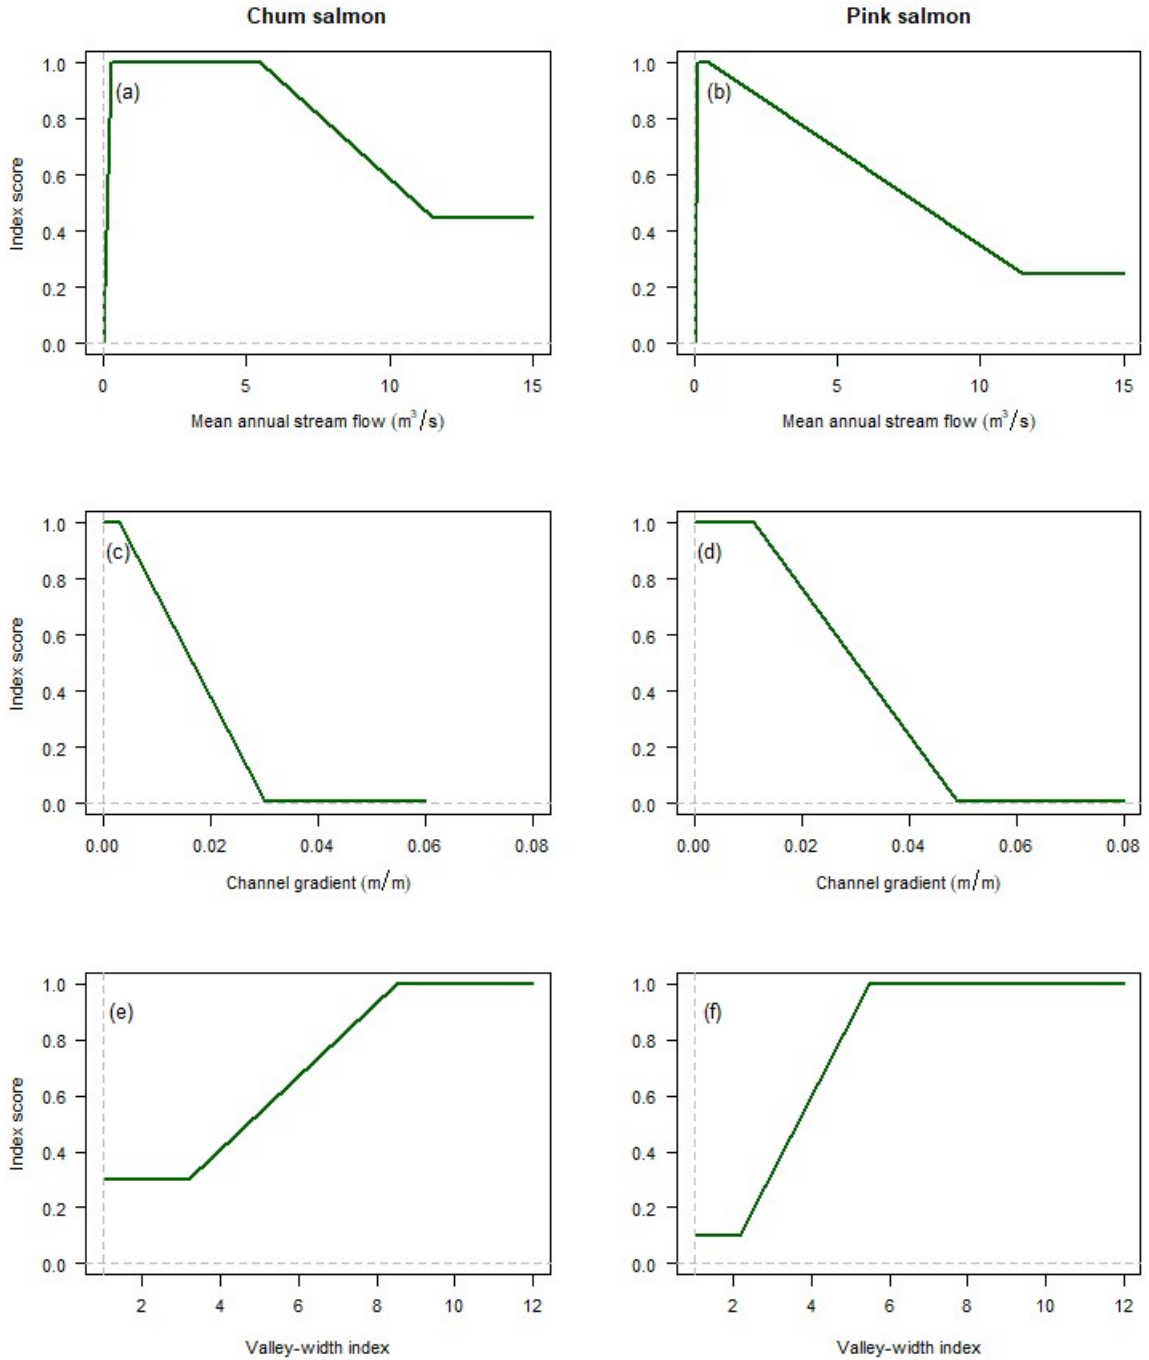 Chum salmon
Pink salmon
(a)
1.0
0.8
0.6
0.4
0.2
0.0
Index score
0 5 10 15
Mean annual stream flow (m³/s)
(b)
1.0
0.8
0.6
0.4
0.2
0.0
0 5 10 15
Mean annual stream flow (m³/s)
(c)
1.0
0.8
0.6
0.4
0.2
0.0
Index score
0.00 0.02 0.04 0.06 0.08
Channel gradient (m/m)
(d)
1.0
0.8
0.6
0.4
0.2
0.0
0.00 0.02 0.04 0.06 0.08
Channel gradient (m/m)
(e)
1.0
0.8
0.6
0.4
0.2
0.0
Index score
2 4 6 8 10 12
Valley-width index
(f)
1.0
0.8
0.6
0.4
0.2
0.0
2 4 6 8 10 12
Valley-width index